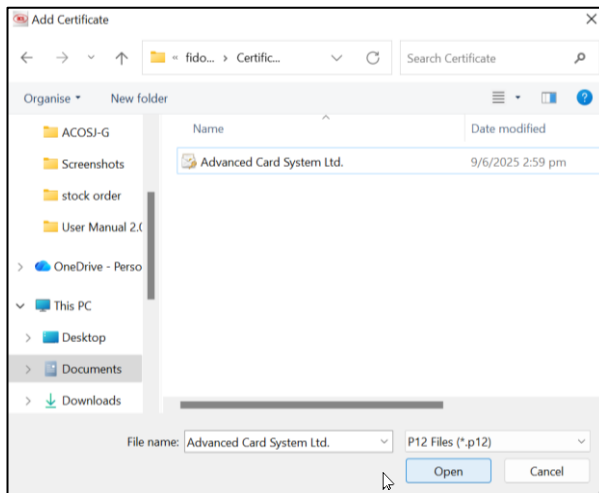 Add Certificate
« fido... › Certific...
Search Certificate
Organise
New folder
Name
Date modified
ACOSJ-G
Screenshots
stock order
User Manual 2.(
OneDrive - Perso
This PC
Desktop
Documents
Downloads
Advanced Card System Ltd.
9/6/2025 2:59 pm
File name: Advanced Card System Ltd.
P12 Files (*.p12)
Open
Cancel